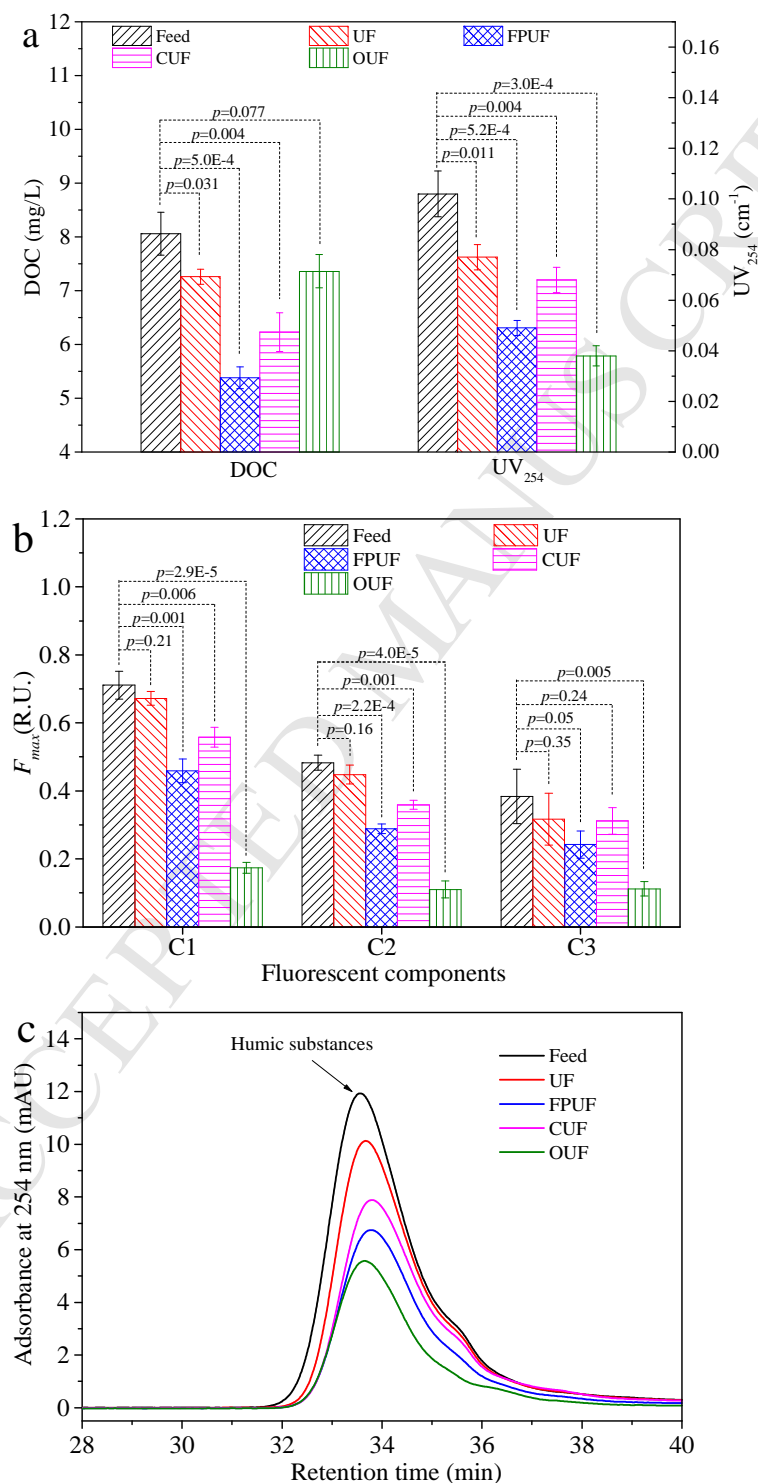 a
Feed UF FPUF
CUF OUF
p=0.077
p=0.004
p=5.0E-4
p=0.031
p=3.0E-4
p=0.004
p=5.2E-4
p=0.011
DOC (mg/L)
12
11
10
9
8
7
6
5
4
UV254 (cm-1)
0.16
0.14
0.12
0.10
0.08
0.06
0.04
0.02
0.00
DOC UV254
b
Feed UF
FPUF CUF
OUF
p=2.9E-5
p=0.006
p=0.001
p=0.21
p=4.0E-5
p=0.001
p=2.2E-4
p=0.16
p=0.005
p=0.24
p=0.05
p=0.35
Fmax(R.U.)
1.2
1.0
0.8
0.6
0.4
0.2
0.0
C1 C2 C3
Fluorescent components
c
Humic substances
Feed
UF
FPUF
CUF
OUF
Adsorbance at 254 nm (mAU)
14
12
10
8
6
4
2
0
28 30 32 34 36 38 40
Retention time (min)
ACCEPTED MANUSCRIPT